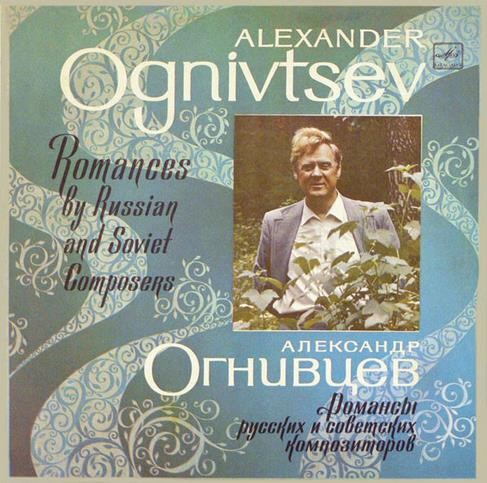 ALEXANDER
Ognivtsev
Romances
by Russian
and Soviet
Composers
АЛЕКСАНДР
Огнивцев
Романсы
русских и советских
композиторов